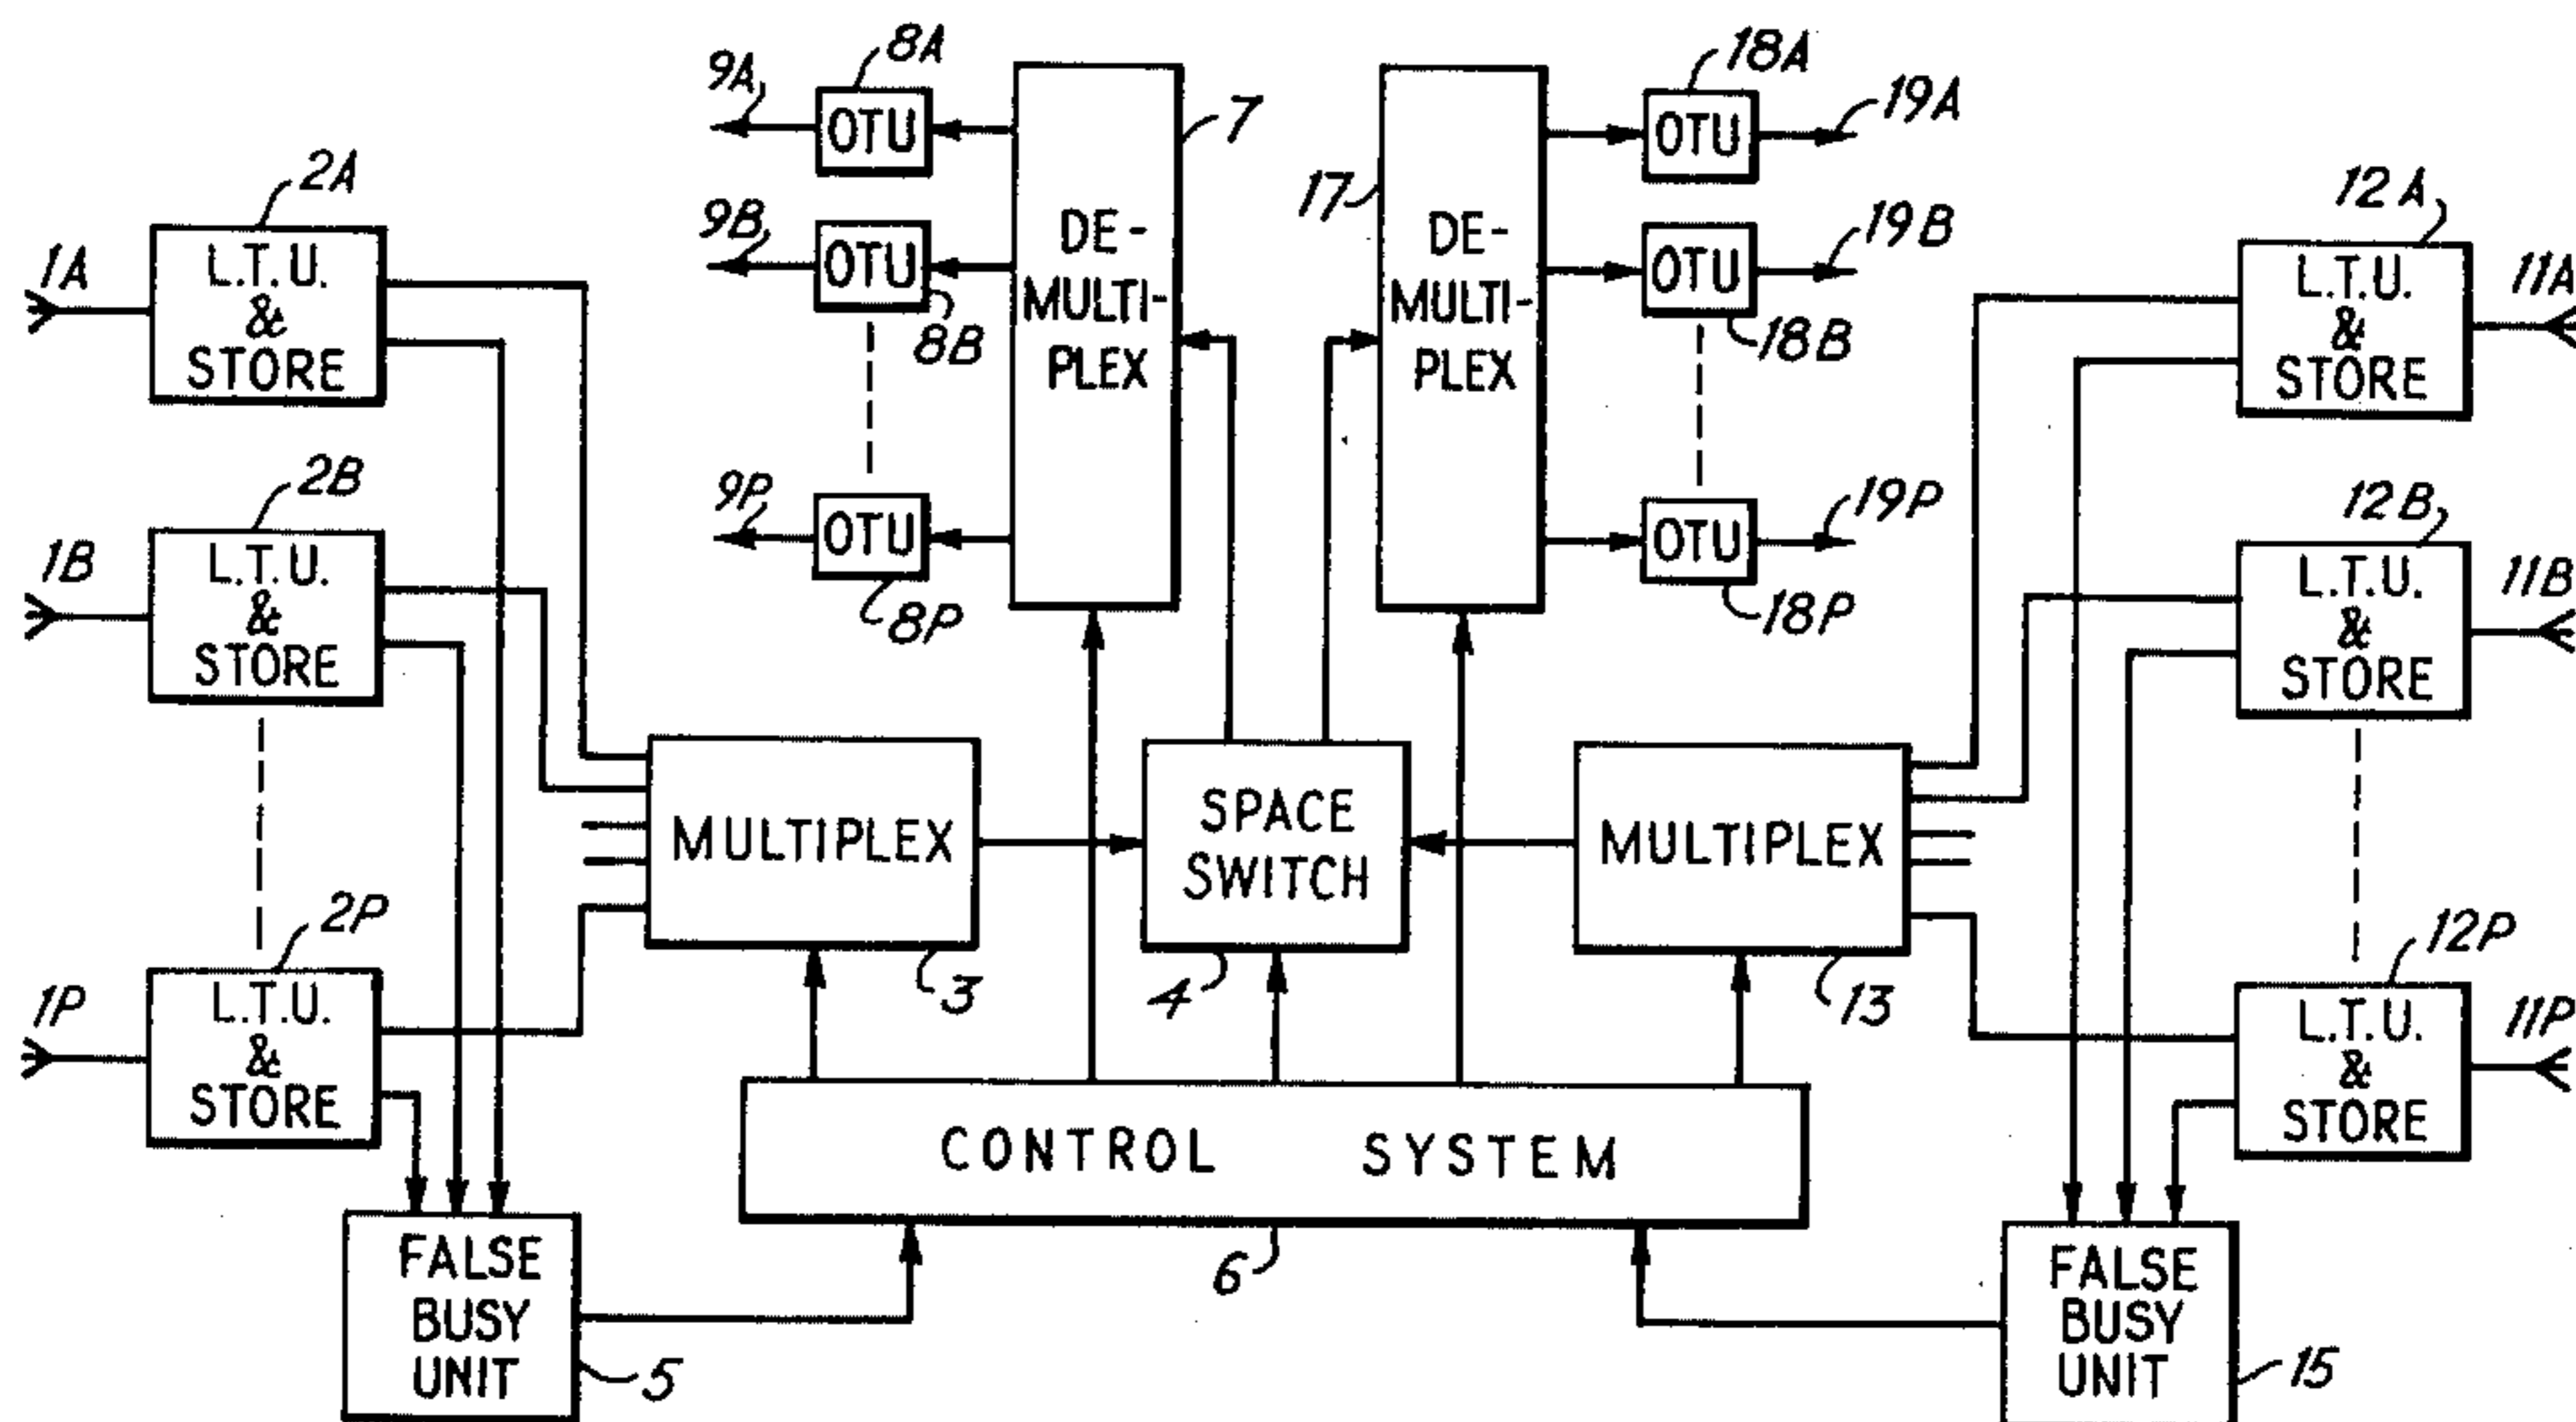 8A
9A
OTU
7
18A
OTU
19A
2A
9B
OTU
8B
DE-
MULTI-
PLEX
17
DE-
MULTI-
PLEX
OTU
18B
19B
12A
1A
L.T.U.
&
STORE
L.T.U.
&
STORE
11A
2B
9P
OTU
8P
OTU
18P
19P
12B
1B
L.T.U.
&
STORE
L.T.U.
&
STORE
11B
MULTIPLEX
3
SPACE
SWITCH
4
MULTIPLEX
13
2P
1P
L.T.U.
&
STORE
12P
L.T.U.
&
STORE
11P
CONTROL SYSTEM
6
FALSE
BUSY
UNIT
5
FALSE
BUSY
UNIT
15